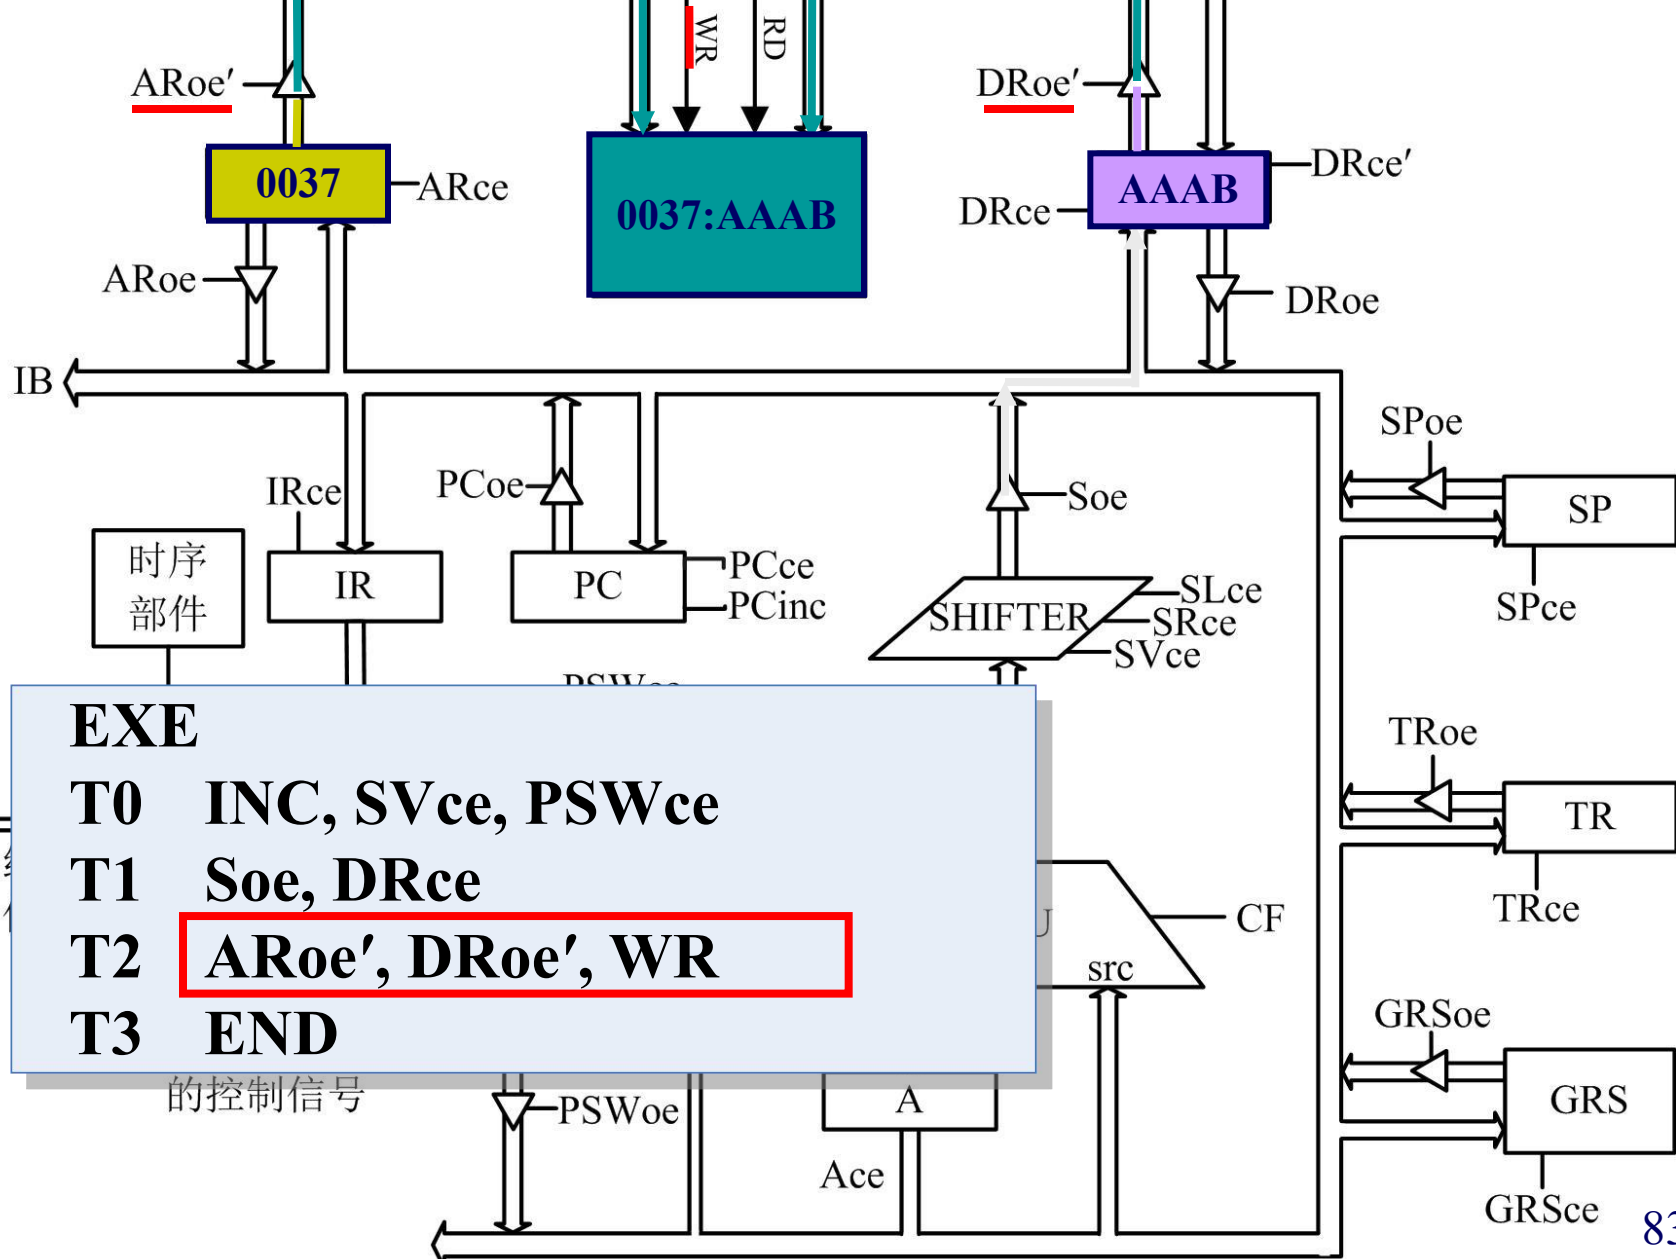 WR
RD
ARoe′
DRoe′
0037
ARce
0037:AAAB
AAAB
DRce′
DRce
ARoe
DRoe
IB
SPoe
IRce
PCoe
Soe
SP
时序
部件
IR
PC
PCce
PCinc
SHIFTER
SLce
SRce
SVce
SPce
EXE
T0 INC, SVce, PSWce
T1 Soe, DRce
T2 ARoe′, DRoe′, WR
T3 END
TRoe
TR
TRce
CF
src
GRSoe
GRS
GRSce
的控制信号
PSWoe
A
Ace
83